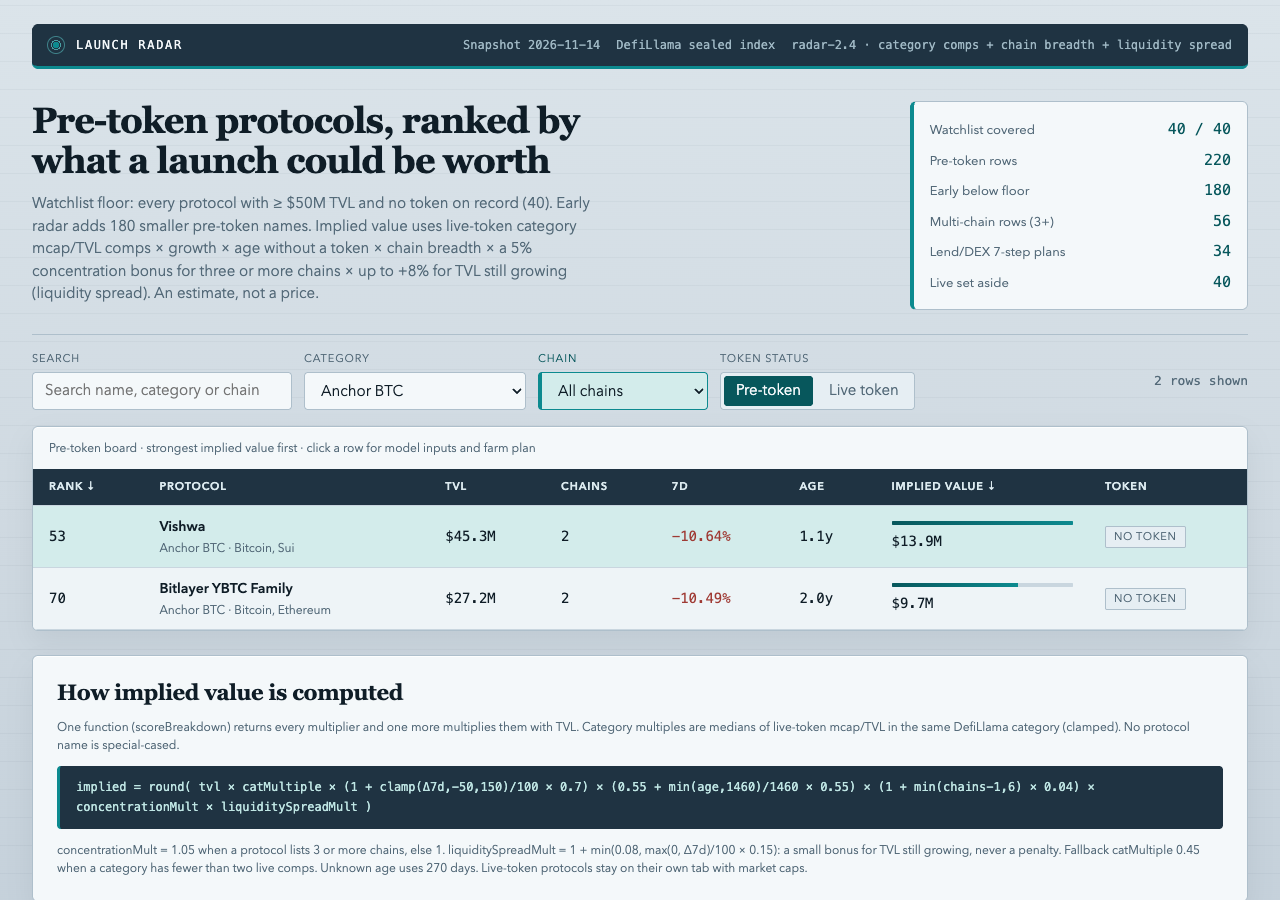 LAUNCH RADAR
Snapshot 2026-11-14 DefiLlama sealed index radar-2.4 · category comps + chain breadth + liquidity spread
Pre-token protocols, ranked by
what a launch could be worth
Watchlist floor: every protocol with ≥ $50M TVL and no token on record (40). Early
radar adds 180 smaller pre-token names. Implied value uses live-token category
mcap/TVL comps × growth × age without a token × chain breadth × a 5%
concentration bonus for three or more chains × up to +8% for TVL still growing
(liquidity spread). An estimate, not a price.
Watchlist covered 40 / 40
Pre-token rows 220
Early below floor 180
Multi-chain rows (3+) 56
Lend/DEX 7-step plans 34
Live set aside 40
SEARCH CATEGORY CHAIN TOKEN STATUS
Search name, category or chain Anchor BTC All chains Pre-token Live token 2 rows shown
Pre-token board · strongest implied value first · click a row for model inputs and farm plan
RANK ↓ PROTOCOL TVL CHAINS 7D AGE IMPLIED VALUE ↓ TOKEN
53 Vishwa $45.3M 2 −10.64% 1.1y $13.9M NO TOKEN
Anchor BTC · Bitcoin, Sui
70 Bitlayer YBTC Family $27.2M 2 −10.49% 2.0y $9.7M NO TOKEN
Anchor BTC · Bitcoin, Ethereum
How implied value is computed
One function (scoreBreakdown) returns every multiplier and one more multiplies them with TVL. Category multiples are medians of live-token mcap/TVL in the same DefiLlama category (clamped). No protocol
name is special-cased.
implied = round( tvl × catMultiple × (1 + clamp(Δ7d,−50,150)/100 × 0.7) × (0.55 + min(age,1460)/1460 × 0.55) × (1 + min(chains−1,6) × 0.04) ×
concentrationMult × liquiditySpreadMult )
concentrationMult = 1.05 when a protocol lists 3 or more chains, else 1. liquiditySpreadMult = 1 + min(0.08, max(0, Δ7d)/100 × 0.15): a small bonus for TVL still growing, never a penalty. Fallback catMultiple 0.45
when a category has fewer than two live comps. Unknown age uses 270 days. Live-token protocols stay on their own tab with market caps.